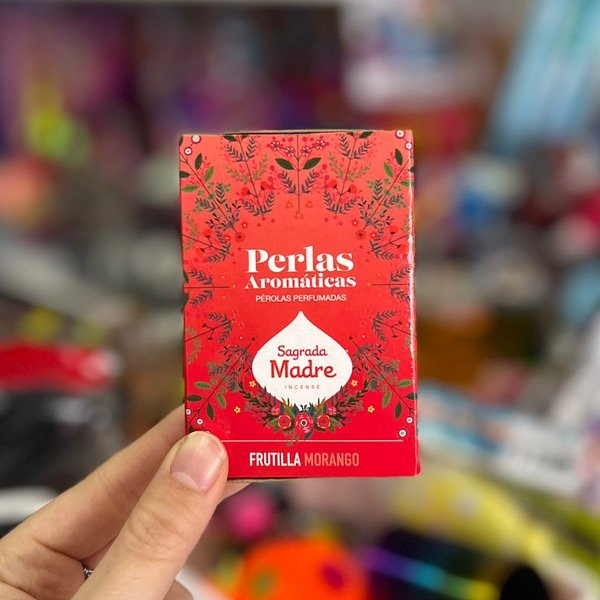 Perlas
Aromáticas
PÉROLAS PERFUMADAS
Sagrada
Madre
INCENSE
FRUTILLA MORANGO